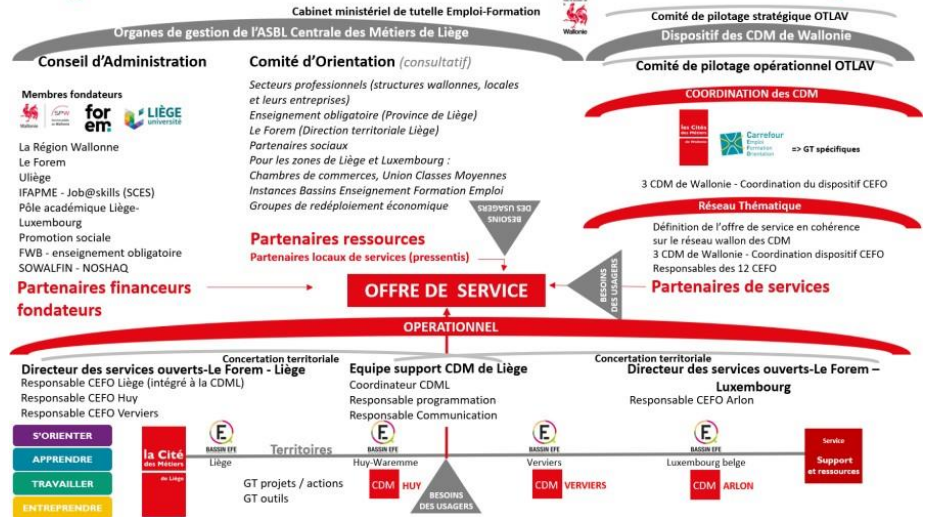 Cabinet ministériel de tutelle Emploi-Formation
Wallonie
Comité de pilotage stratégique OTLAV
Organes de gestion de l'ASBL Centrale des Métiers de Liège
Dispositif des CDM de Wallonie
Conseil d'Administration
Comité d'Orientation (consultatif)
Comité de pilotage opérationnel OTLAV
Membres fondateurs
Wallonie
SPW
forem
LIÈGE
université
Secteurs professionnels (structures wallonnes, locales
et leurs entreprises)
Enseignement obligatoire (Province de Liège)
Le Forem (Direction territoriale Liège)
Partenaires sociaux
Pour les zones de Liège et Luxembourg :
Chambres de commerces, Union Classes Moyennes
Instances Bassins Enseignement Formation Emploi
Groupes de redéploiement économique
BESOINS
DES USAGERS
COORDINATION des CDM
les Cités
des Métiers
de Wallonie
Carrefour
Emploi
Formation
Orientation
=> GT spécifiques
3 CDM de Wallonie - Coordination du dispositif CEFO
La Région Wallonne
Le Forem
Uliège
IFAPME - Job@skills (SCES)
Pôle académique Liège-
Luxembourg
Promotion sociale
FWB - enseignement obligatoire
SOWALFIN - NOSHAQ
Réseau Thématique
Définition de l'offre de service en cohérence
sur le réseau wallon des CDM
3 CDM de Wallonie - Coordination dispositif CEFO
Responsables des 12 CEFO
Partenaires ressources
Partenaires locaux de services (pressentis)
Partenaires financeurs
fondateurs
OFFRE DE SERVICE
BESOINS
DES USAGERS
Partenaires de services
OPERATIONNEL
Concertation territoriale
Concertation territoriale
Directeur des services ouverts-Le Forem - Liège
Responsable CEFO Liège (intégré à la CDML)
Responsable CEFO Huy
Responsable CEFO Verviers
Equipe support CDM de Liège
Coordinateur CDML
Responsable programmation
Responsable Communication
Directeur des services ouverts-Le Forem –
Luxembourg
Responsable CEFO Arlon
S'ORIENTER
APPRENDRE
TRAVAILLER
ENTREPRENDRE
la Cité
des Métiers
de Liège
BASSIN EFE
Liège
Territoires
GT projets / actions
GT outils
BASSIN EFE
Huy-Waremme
CDM HUY
BESOINS
DES USAGERS
BASSIN EFE
Verviers
CDM VERVIERS
BASSIN EFE
Luxembourg belge
CDM ARLON
Service
Support
et ressources